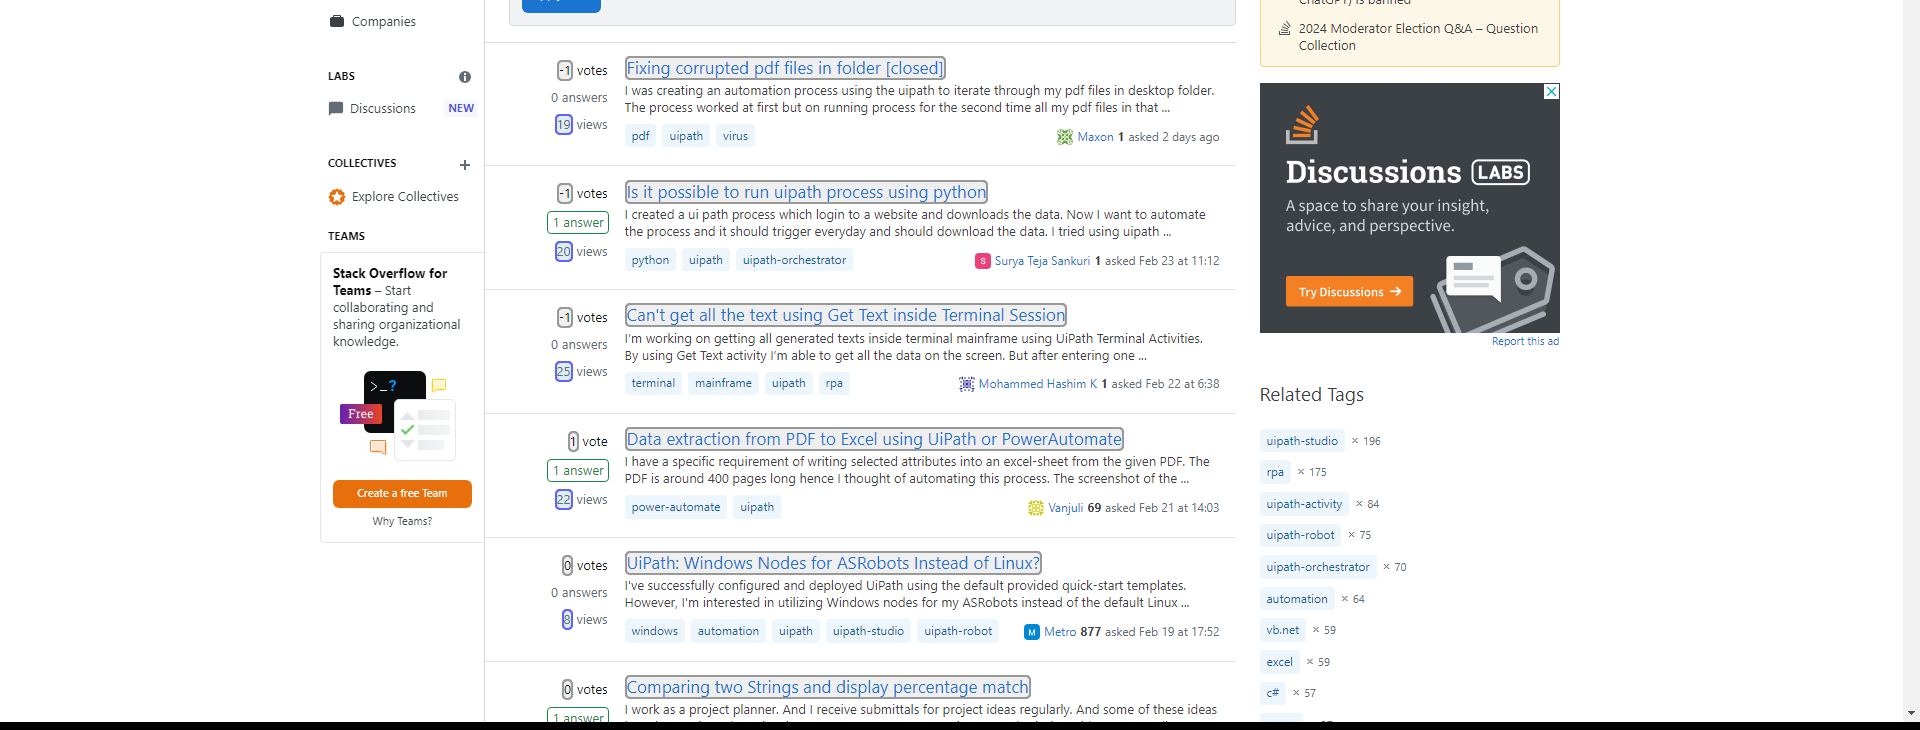 Companies
LABS
Discussions NEW
COLLECTIVES
Explore Collectives
TEAMS
Stack Overflow for
Teams – Start
collaborating and
sharing organizational
knowledge.
>_?
Free
Create a free Team
Why Teams?
-1 votes
0 answers
19 views
Fixing corrupted pdf files in folder [closed]
I was creating an automation process using the uipath to iterate through my pdf files in desktop folder.
The process worked at first but on running process for the second time all my pdf files in that ...
pdf uipath virus
Maxon 1 asked 2 days ago
-1 votes
1 answer
20 views
Is it possible to run uipath process using python
I created a ui path process which login to a website and downloads the data. Now I want to automate
the process and it should trigger everyday and should download the data. I tried using uipath ...
python uipath uipath-orchestrator
S Surya Teja Sankuri 1 asked Feb 23 at 11:12
-1 votes
0 answers
25 views
Can't get all the text using Get Text inside Terminal Session
I'm working on getting all generated texts inside terminal mainframe using UiPath Terminal Activities.
By using Get Text activity I'm able to get all the data on the screen. But after entering one ...
terminal mainframe uipath rpa
Mohammed Hashim K 1 asked Feb 22 at 6:38
1 vote
1 answer
22 views
Data extraction from PDF to Excel using UiPath or PowerAutomate
I have a specific requirement of writing selected attributes into an excel-sheet from the given PDF. The
PDF is around 400 pages long hence I thought of automating this process. The screenshot of the ...
power-automate uipath
Vanjuli 69 asked Feb 21 at 14:03
0 votes
0 answers
8 views
UiPath: Windows Nodes for ASRobots Instead of Linux?
I've successfully configured and deployed UiPath using the default provided quick-start templates.
However, I'm interested in utilizing Windows nodes for my ASRobots instead of the default Linux ...
windows automation uipath uipath-studio uipath-robot
M Metro 877 asked Feb 19 at 17:52
0 votes
1 answer
Comparing two Strings and display percentage match
I work as a project planner. And I receive submittals for project ideas regularly. And some of these ideas
ChatGPT) is banned
2024 Moderator Election Q&A – Question
Collection
Discussions LABS
A space to share your insight,
advice, and perspective.
Try Discussions →
Report this ad
Related Tags
uipath-studio × 196
rpa × 175
uipath-activity × 84
uipath-robot × 75
uipath-orchestrator × 70
automation × 64
vb.net × 59
excel × 59
c# × 57